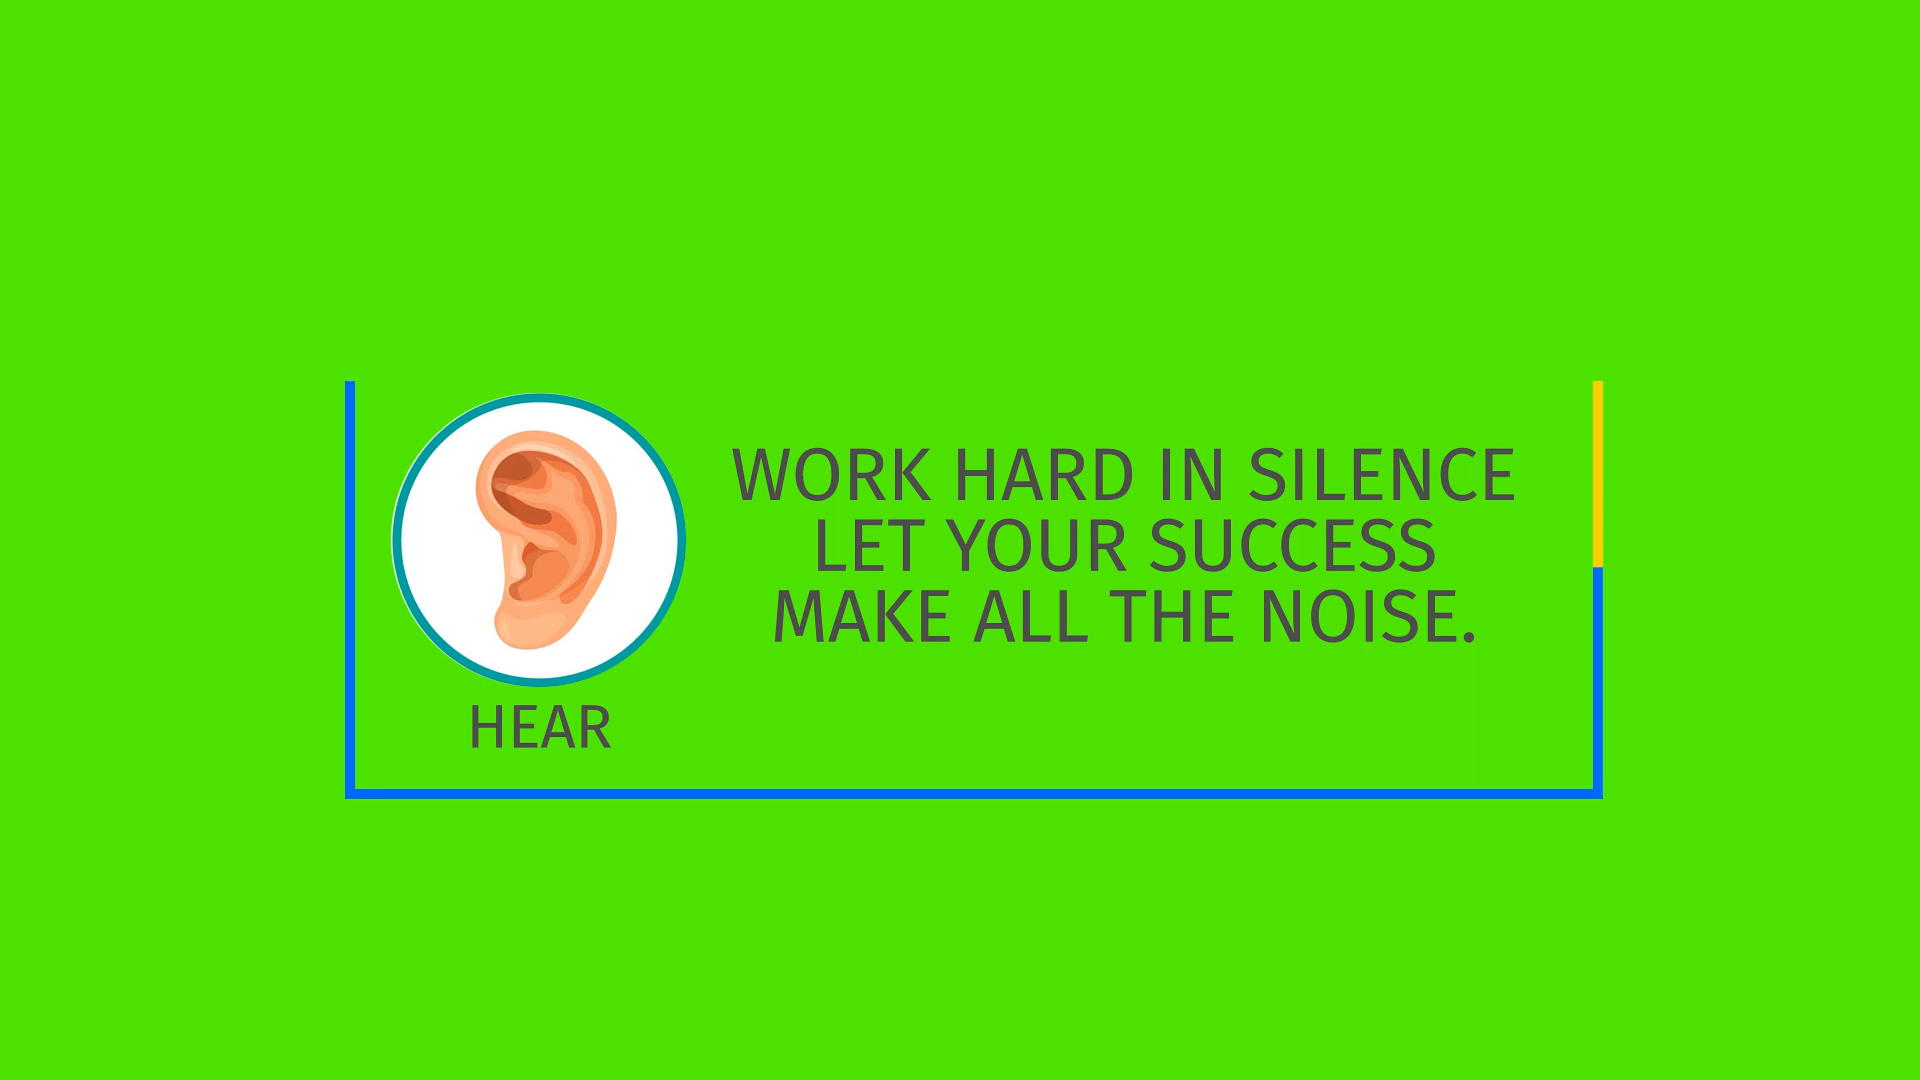 WORK HARD IN SILENCE
LET YOUR SUCCESS
MAKE ALL THE NOISE.
HEAR